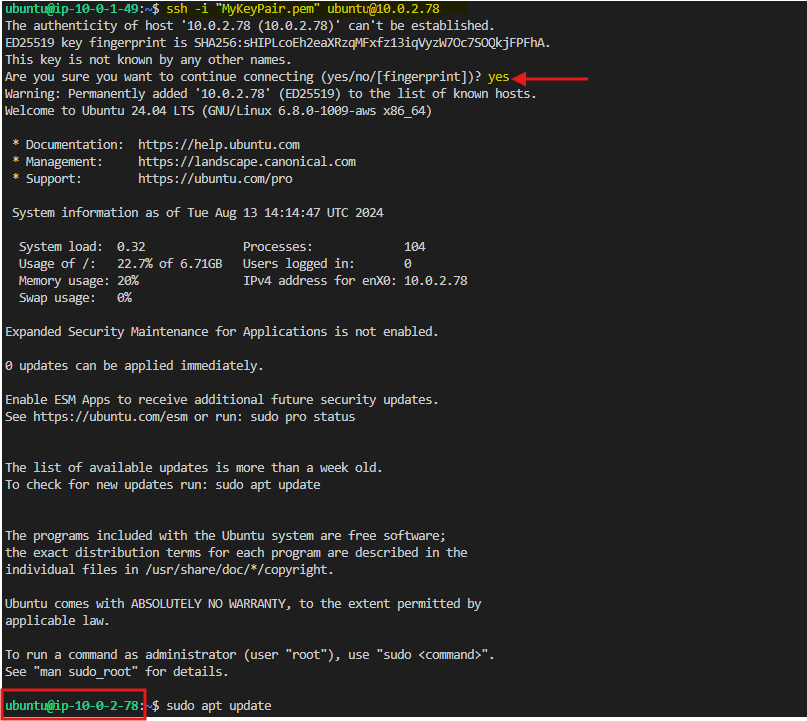 ubuntu@ip-10-0-1-49:~$ ssh -i "MyKeyPair.pem" ubuntu@10.0.2.78
The authenticity of host '10.0.2.78 (10.0.2.78)' can't be established.
ED25519 key fingerprint is SHA256:sHIPLcoEh2eaXRzqMFxfz13iqVyzW7Oc7SOQkjFPFhA.
This key is not known by any other names.
Are you sure you want to continue connecting (yes/no/[fingerprint])? yes
Warning: Permanently added '10.0.2.78' (ED25519) to the list of known hosts.
Welcome to Ubuntu 24.04 LTS (GNU/Linux 6.8.0-1009-aws x86_64)
* Documentation: https://help.ubuntu.com
* Management: https://landscape.canonical.com
* Support: https://ubuntu.com/pro
System information as of Tue Aug 13 14:14:47 UTC 2024
System load: 0.32 Processes: 104
Usage of /: 22.7% of 6.71GB Users logged in: 0
Memory usage: 20% IPv4 address for enX0: 10.0.2.78
Swap usage: 0%
Expanded Security Maintenance for Applications is not enabled.
0 updates can be applied immediately.
Enable ESM Apps to receive additional future security updates.
See https://ubuntu.com/esm or run: sudo pro status
The list of available updates is more than a week old.
To check for new updates run: sudo apt update
The programs included with the Ubuntu system are free software;
the exact distribution terms for each program are described in the
individual files in /usr/share/doc/*/copyright.
Ubuntu comes with ABSOLUTELY NO WARRANTY, to the extent permitted by
applicable law.
To run a command as administrator (user "root"), use "sudo <command>".
See "man sudo_root" for details.
ubuntu@ip-10-0-2-78:~$ sudo apt update